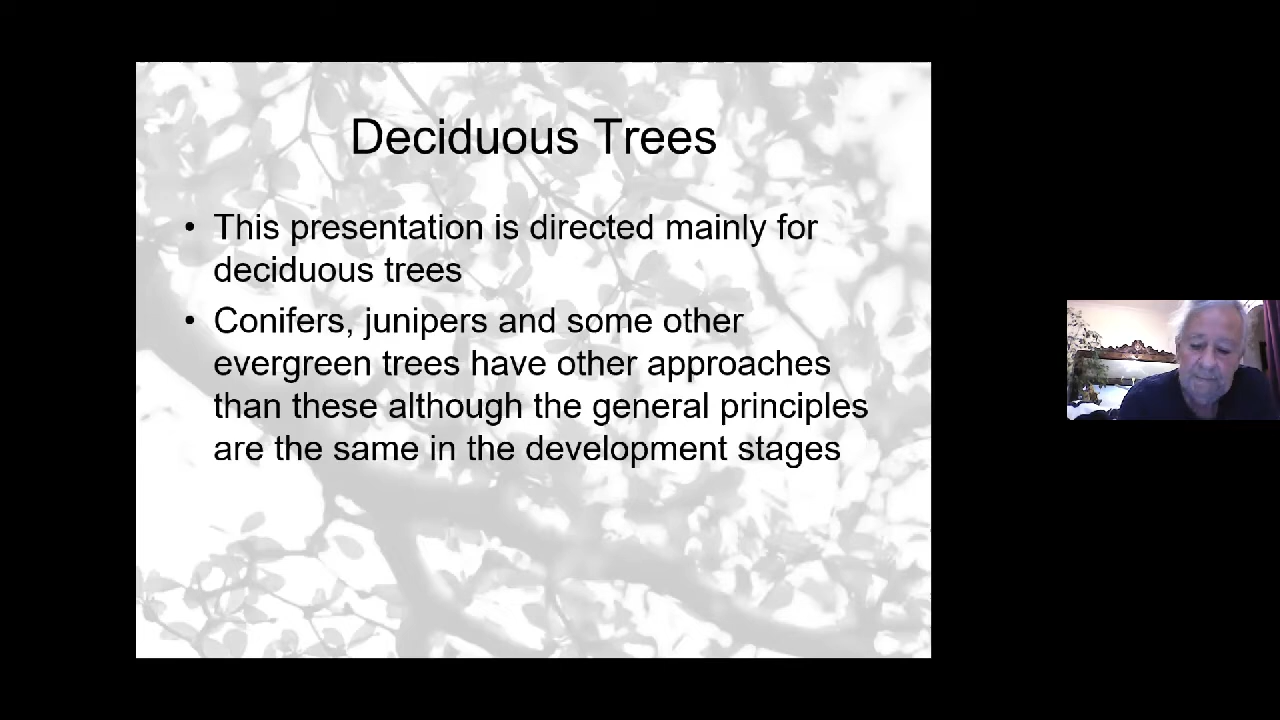 Deciduous Trees
• This presentation is directed mainly for
deciduous trees
• Conifers, junipers and some other
evergreen trees have other approaches
than these although the general principles
are the same in the development stages